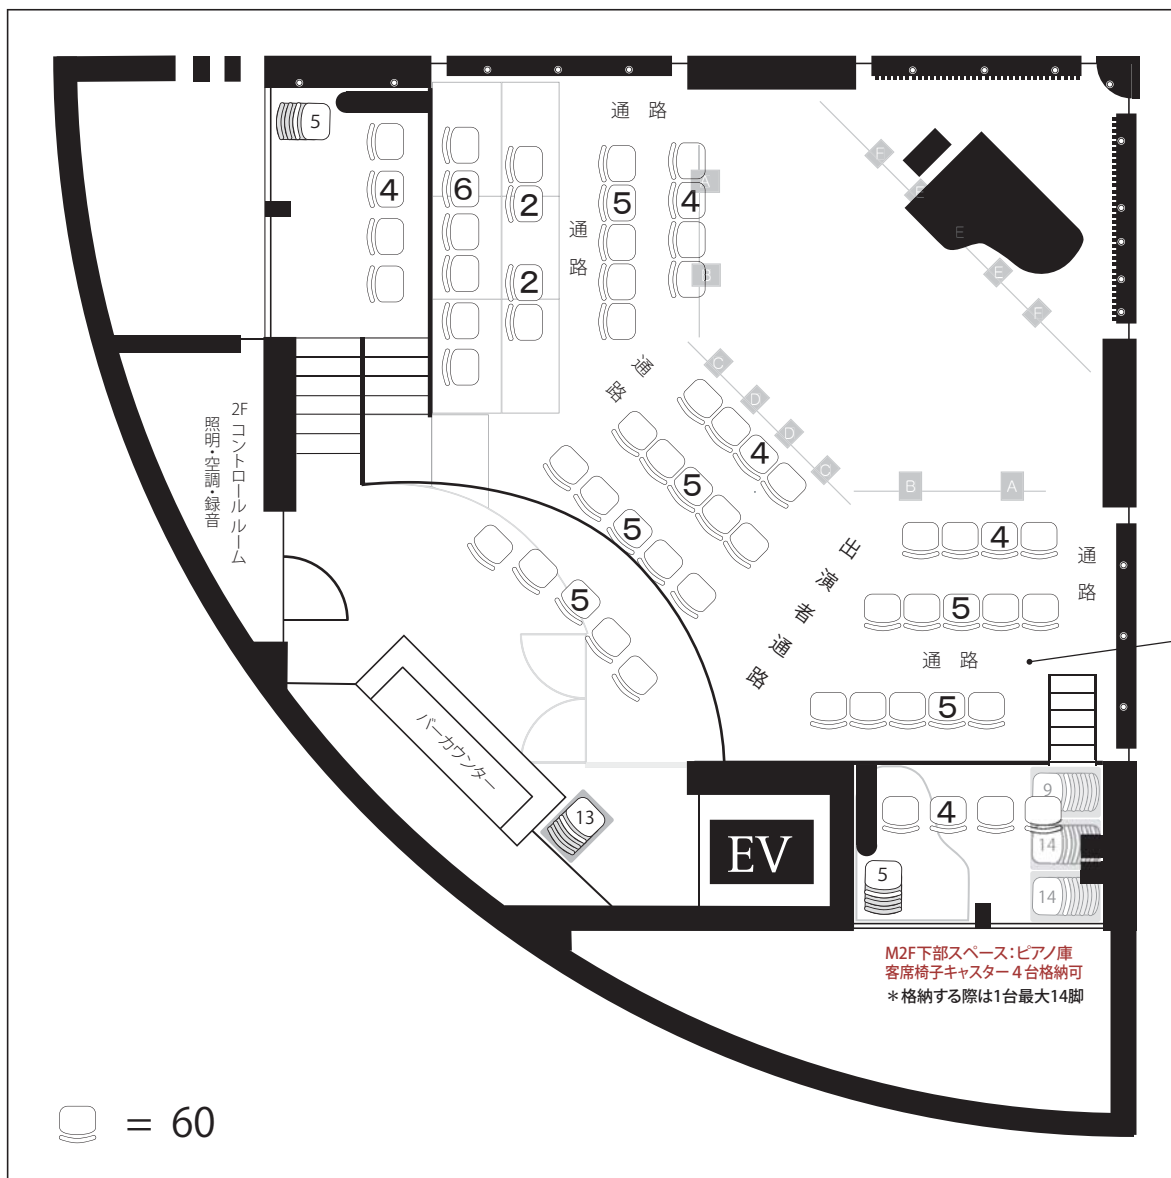 通 路
5
4
6
2
5
4
A
通 路
2
B
F
E
E
E
F
通 路
C
D
D
C
4
5
5
5
B
A
4
5
通 路
通 路
5
出演者通路
2F コントロール ルーム
照明・空調・録音
バーカウンター
13
EV
4
9
14
14
5
M2F下部スペース：ピアノ庫
客席椅子キャスター 4 台格納可
＊格納する際は1台最大14脚
= 60